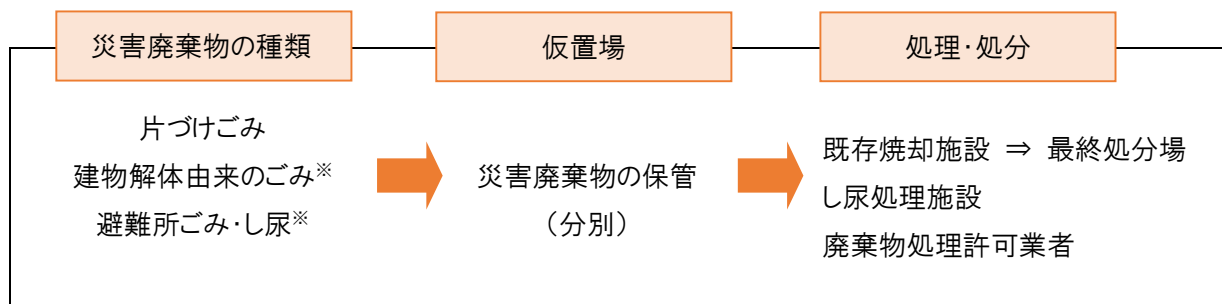 災害廃棄物の種類
片づけごみ
建物解体由来のごみ※
避難所ごみ・し尿※
仮置場
災害廃棄物の保管
（分別）
処理・処分
既存焼却施設 ⇒ 最終処分場
し尿処理施設
廃棄物処理許可業者